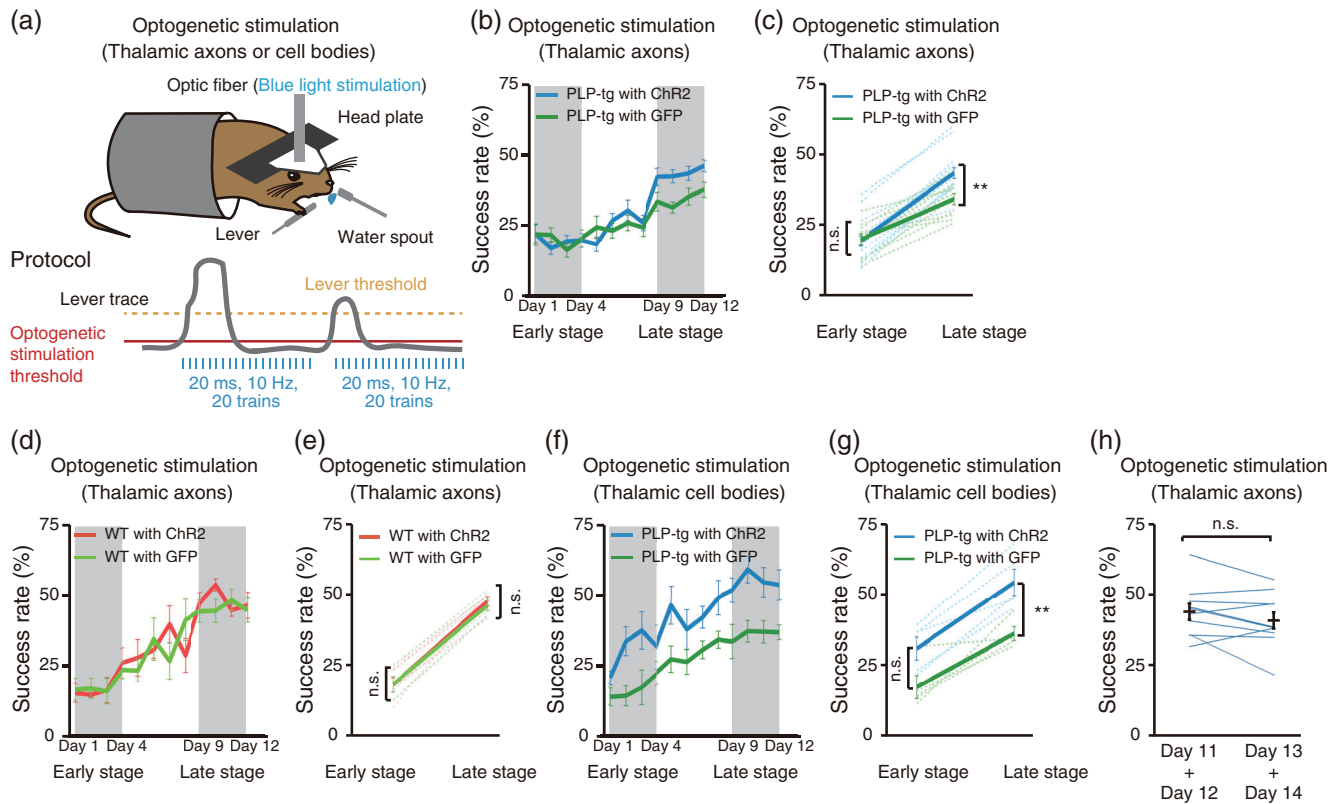 (a)
Optogenetic stimulation
(Thalamic axons or cell bodies)
Optic fiber (Blue light stimulation)
Head plate
Lever
Water spout
Protocol
Lever trace
Lever threshold
Optogenetic
stimulation
threshold
20 ms, 10 Hz,
20 trains
20 ms, 10 Hz,
20 trains
(b)
Optogenetic stimulation
(Thalamic axons)
Success rate (%)
75
50
25
0
PLP-tg with ChR2
PLP-tg with GFP
Day 1
Day 4
Day 9
Day 12
Early stage
Late stage
(c)
Optogenetic stimulation
(Thalamic axons)
Success rate (%)
75
50
25
0
PLP-tg with ChR2
PLP-tg with GFP
n.s.
**
Early stage
Late stage
(d)
Optogenetic stimulation
(Thalamic axons)
Success rate (%)
75
50
25
0
WT with ChR2
WT with GFP
Day 1
Day 4
Day 9
Day 12
Early stage
Late stage
(e)
Optogenetic stimulation
(Thalamic axons)
Success rate (%)
75
50
25
0
WT with ChR2
WT with GFP
n.s.
n.s.
Early stage
Late stage
(f)
Optogenetic stimulation
(Thalamic cell bodies)
Success rate (%)
75
50
25
0
PLP-tg with ChR2
PLP-tg with GFP
Day 1
Day 4
Day 9
Day 12
Early stage
Late stage
(g)
Optogenetic stimulation
(Thalamic cell bodies)
Success rate (%)
75
50
25
0
PLP-tg with ChR2
PLP-tg with GFP
n.s.
**
Early stage
Late stage
(h)
Optogenetic stimulation
(Thalamic axons)
Success rate (%)
75
50
25
0
n.s.
Day 11
+
Day 12
Day 13
+
Day 14